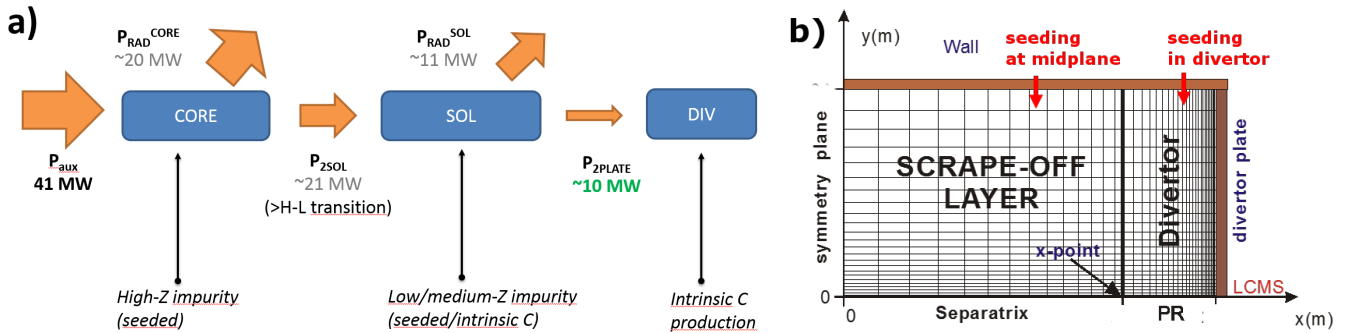 a)
P_RAD^CORE
~20 MW
P_RAD^SOL
~11 MW
CORE
SOL
DIV
P_aux
41 MW
P_2SOL
~21 MW
(>H-L transition)
P_2PLATE
~10 MW
High-Z impurity
(seeded)
Low/medium-Z impurity
(seeded/intrinsic C)
Intrinsic C
production
b)
y(m)
Wall
seeding
at midplane
seeding
in divertor
symmetry plane
SCRAPE-OFF
LAYER
Divertor
divertor plate
x-point
LCMS
0
0
Separatrix
PR
x(m)